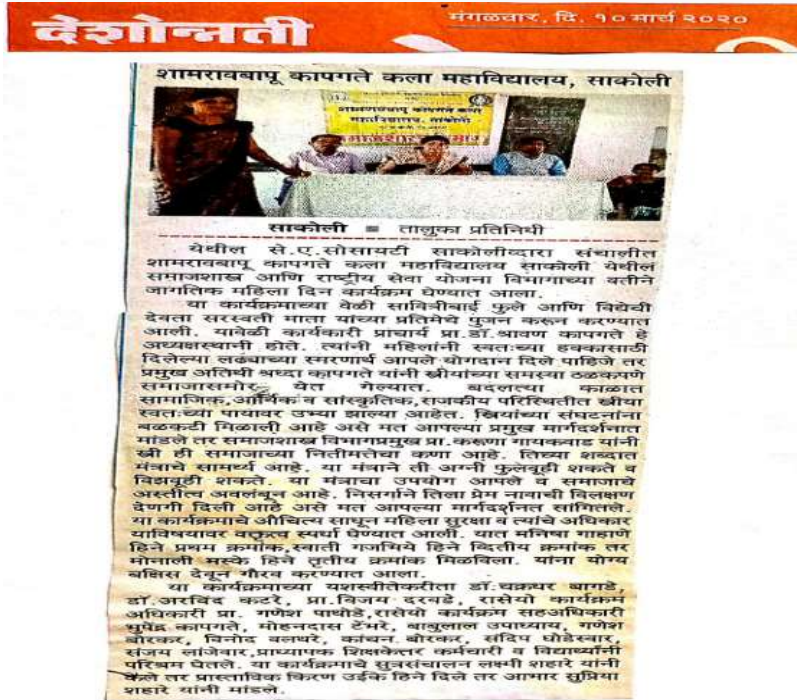 देशोन्नती
मंगळवार, दि. १० मार्च २०२०
शामरावबापू कापगते कला महाविद्यालय, साकोली
शामरावबापू कापगते कला
महाविद्यालय, साकोली
साकोली ■ तालुका प्रतिनिधी
येथील से.ए.सोसायटी साकोलीव्दारा संचालीत
शामरावबापू कापगते कला महाविद्यालय साकोली येथील
समाजशास्त्र आणि राष्ट्रीय सेवा योजना विभागाच्या वतीने
जागतिक महिला दिन कार्यक्रम घेण्यात आला.
या कार्यक्रमाच्या वेळी सावित्रीबाई फुले आणि विद्येची
देवता सरस्वती माता यांच्या प्रतिमेचे पुजन करून करण्यात
आली. यावेळी कार्यकारी प्राचार्य प्रा.डॉ.श्रावण कापगते हे
अध्यक्षस्थानी होते. त्यांनी महिलांनी स्वतःच्या हक्कासाठी
दिलेल्या लढ्याच्या स्मरणार्थ आपले योगदान दिले पाहिजे तर
प्रमुख अतिथी श्रध्दा कापगते यांनी स्त्रीयांच्या समस्या ठळकपणे
समाजासमोर येत गेल्यात. बदलत्या काळात
सामाजिक,आर्थिक व सांस्कृतिक,राजकीय परिस्थितीत स्त्रीया
स्वतःच्या पायावर उभ्या झाल्या आहेत. स्त्रियांच्या संघटनांना
बळकटी मिळाली आहे असे मत आपल्या प्रमुख मार्गदर्शनात
मांडले तर समाजशास्त्र विभागप्रमुख प्रा.करूणा गायकवाड यांनी
स्त्री ही समाजाच्या नितीमत्तेचा कणा आहे. तिच्या शब्दात
मंत्राचे सामर्थ्य आहे. या मंत्राने ती अग्नी फुलवूही शकते व
विझवूही शकते. या मंत्राचा उपयोग आपले व समाजाचे
अस्तीत्व अवलंबून आहे. निसर्गाने तिला प्रेम नावाची विलक्षण
देणगी दिली आहे असे मत आपल्या मार्गदर्शनत सांगितले.
या कार्यक्रमाचे औचित्य साधून महिला सुरक्षा व त्यांचे अधिकार
याविषयावर वक्तृत्व स्पर्धा घेण्यात आली. यात मनिषा गाहाणे
हिने प्रथम क्रमांक,स्वाती गजभिये हिने व्दितीय क्रमांक तर
मोनाली मस्के हिने तृतीय क्रमांक मिळविला. यांना योग्य
बक्षिस देवून गौरव करण्यात आला.
या कार्यक्रमाच्या यशस्वीतेकरीता डॉ.चक्रधर बागडे,
डॉ.अरविंद कटरे, प्रा.विजय दरवडे, रासेयो कार्यक्रम
अधिकारी प्रा. गणेश पाथोडे,रासेयो कार्यक्रम सहअधिकारी
भुपेंद्र कापगते, मोहनदास टेंभरे, बाबुलाल उपाध्याय, गणेश
बोरकर, विनोद बलथरे, कांचन बोरकर, संदिप घोडेस्वार,
संजय लांजेवार,प्राध्यापक शिक्षकेत्तर कर्मचारी व विद्यार्थ्यांनी
परिश्रम घेतले. या कार्यक्रमाचे सुत्रसंचालन लक्ष्मी शहारे यांनी
केले तर प्रास्ताविक किरण उईके हिने दिले तर आभार सुप्रिया
शहारे यांनी मांडले.